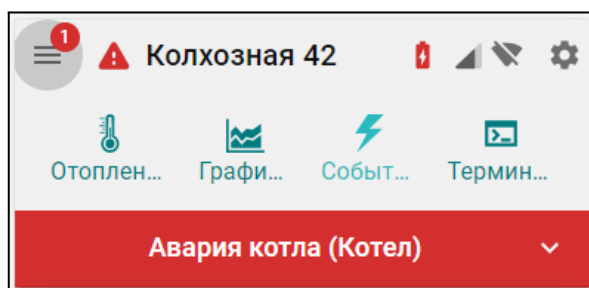 1
Колхозная 42
Отоплен... Графи... Событ... Термин...
Авария котла (Котел)